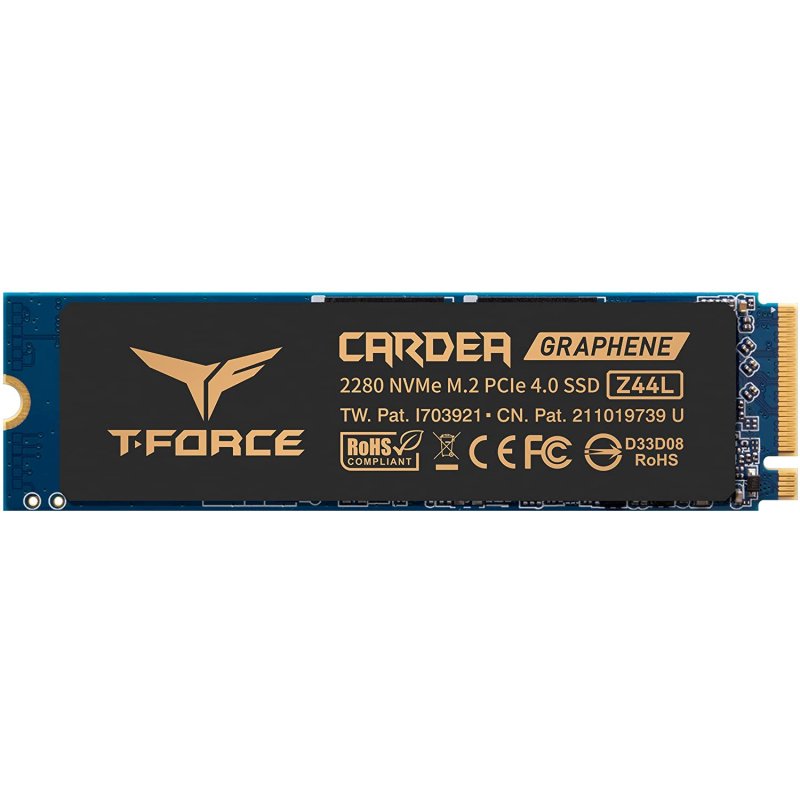 T-FORCE
CARDEA GRAPHENE
2280 NVMe M.2 PCIe 4.0 SSD Z44L
TW. Pat. I703921 • CN. Pat. 211019739 U
RoHS
COMPLIANT
CE FC
D33D08
RoHS